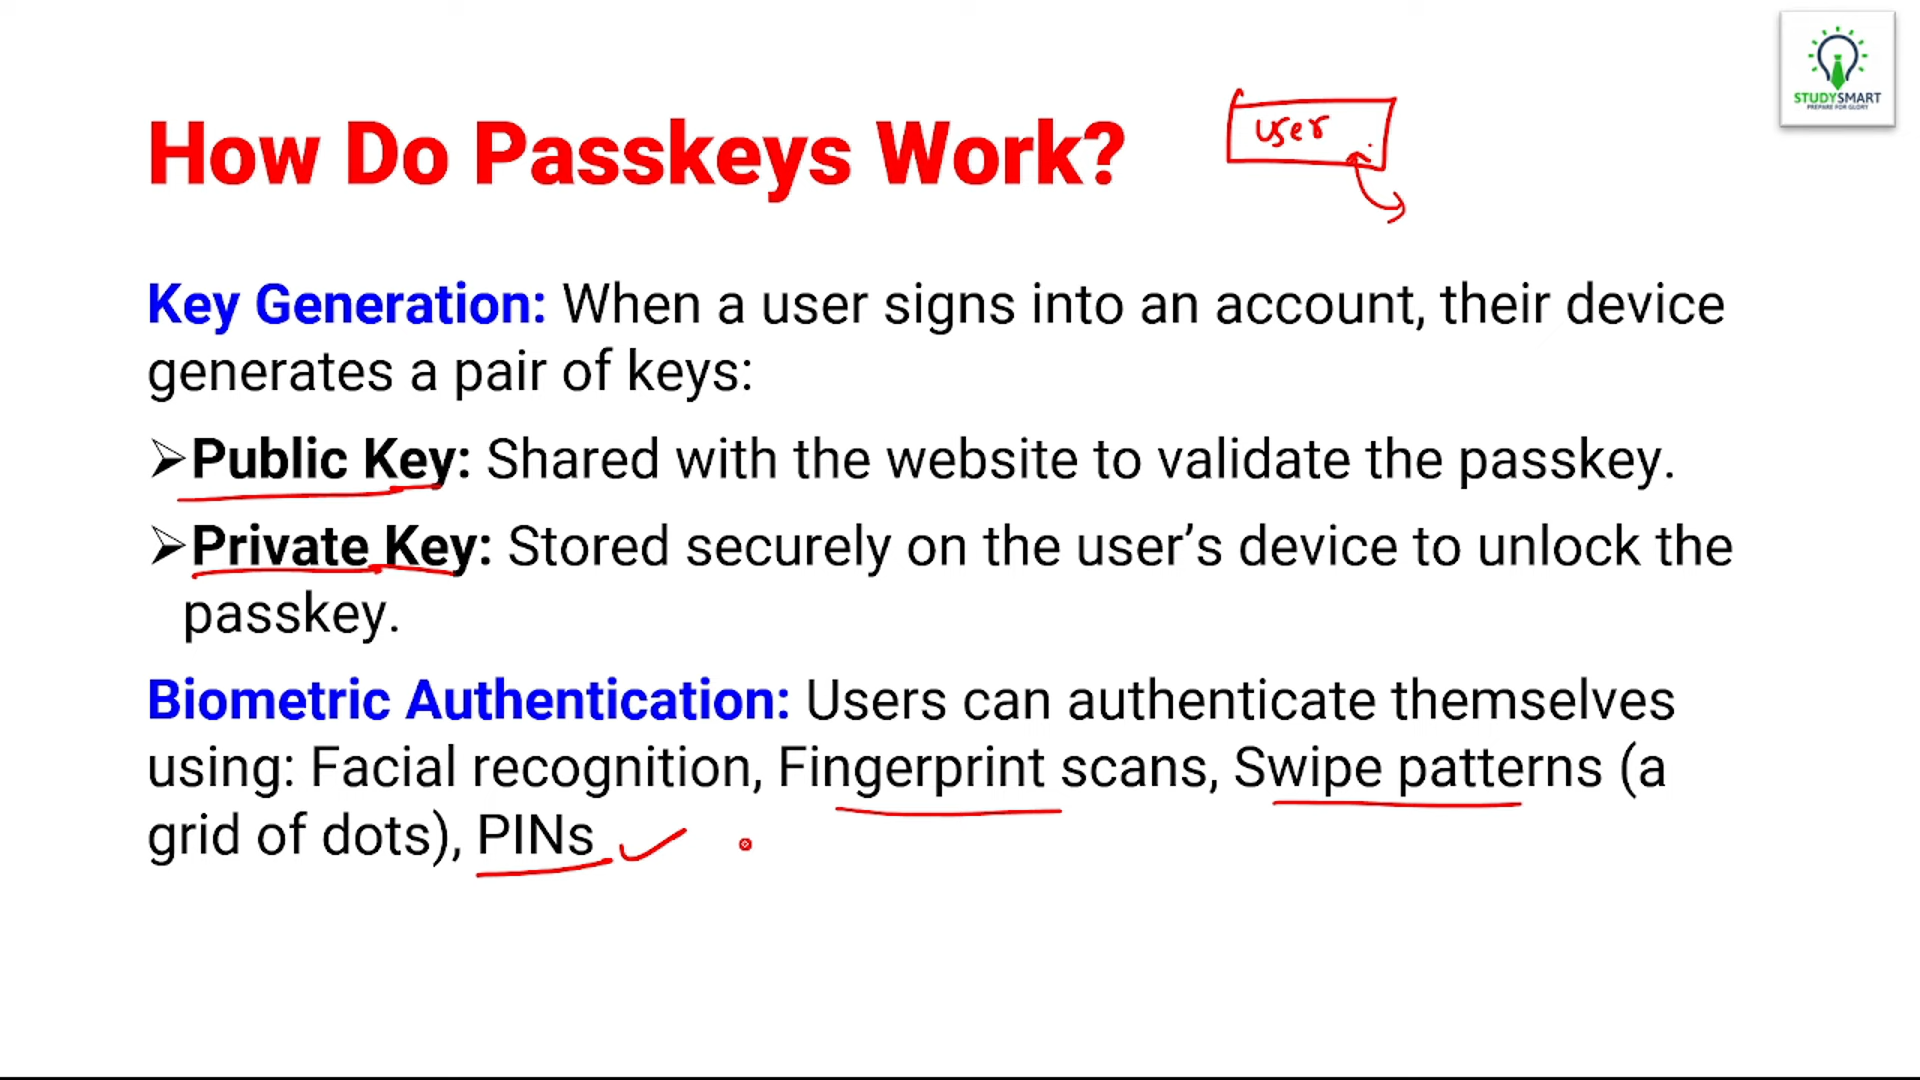 STUDYSMART
PREPARE FOR GLORY
How Do Passkeys Work?
user
Key Generation: When a user signs into an account, their device
generates a pair of keys:
➢Public Key: Shared with the website to validate the passkey.
➢Private Key: Stored securely on the user’s device to unlock the
passkey.
Biometric Authentication: Users can authenticate themselves
using: Facial recognition, Fingerprint scans, Swipe patterns (a
grid of dots), PINs